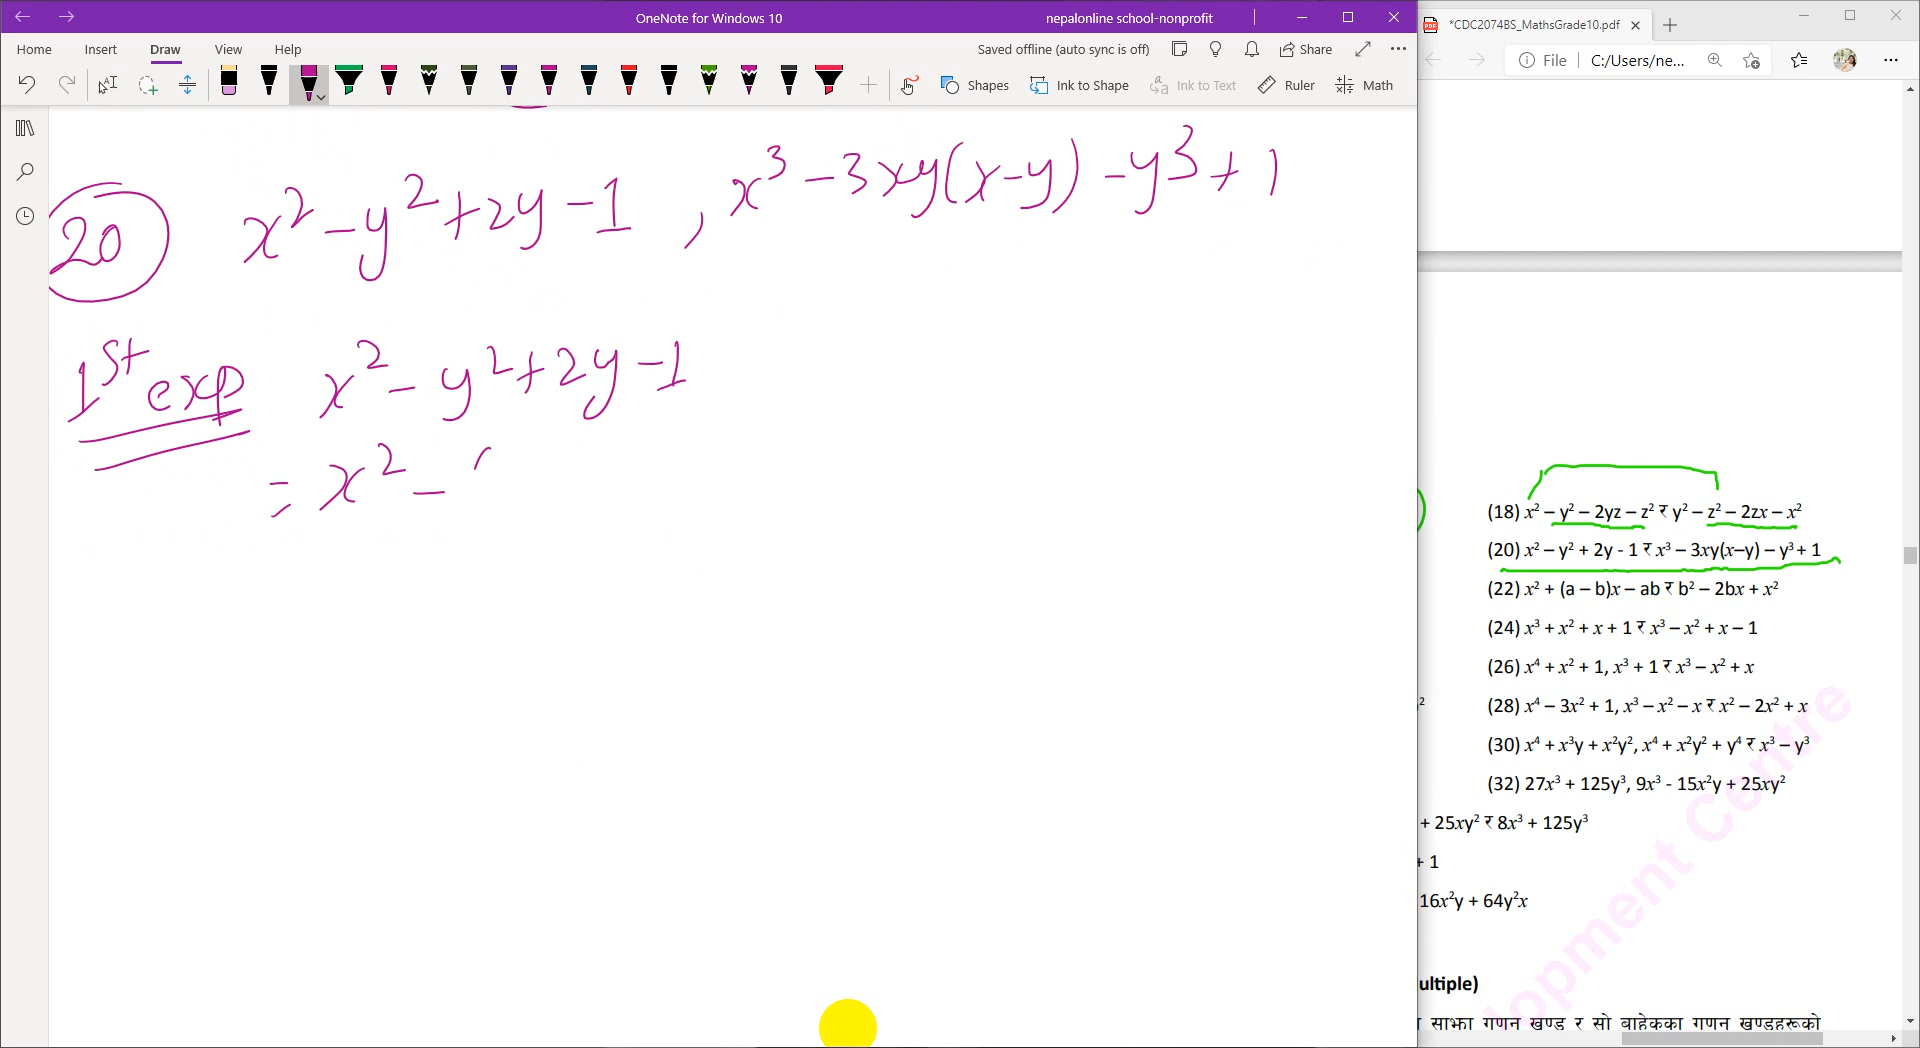 OneNote for Windows 10
nepalonline school-nonprofit
Home Insert Draw View Help
Saved offline (auto sync is off)
Share
Shapes
Ink to Shape
Ink to Text
Ruler
Math
20 x² - y² + 2y - 1 , x³ - 3xy(x-y) - y³ + 1
1st exp x² - y² + 2y - 1
= x² - (
*CDC2074BS_MathsGrade10.pdf
File C:/Users/ne...
(18) x² – y² – 2yz – z² र y² – z² – 2zx – x²
(20) x² – y² + 2y - 1 र x³ – 3xy(x–y) – y³ + 1
(22) x² + (a – b)x – ab र b² – 2bx + x²
(24) x³ + x² + x + 1 र x³ – x² + x – 1
(26) x⁴ + x² + 1, x³ + 1 र x³ – x² + x
(28) x⁴ – 3x² + 1, x³ – x² – x र x² – 2x² + x
(30) x⁴ + x³y + x²y², x⁴ + x²y² + y⁴ र x³ – y³
(32) 27x³ + 125y³, 9x³ - 15x²y + 25xy²
+ 25xy² र 8x³ + 125y³
+ 1
16x²y + 64y²x
ultiple)
साझा गणन खण्ड र सो बाहेकका गणन खण्डहरूको
lopment Centre